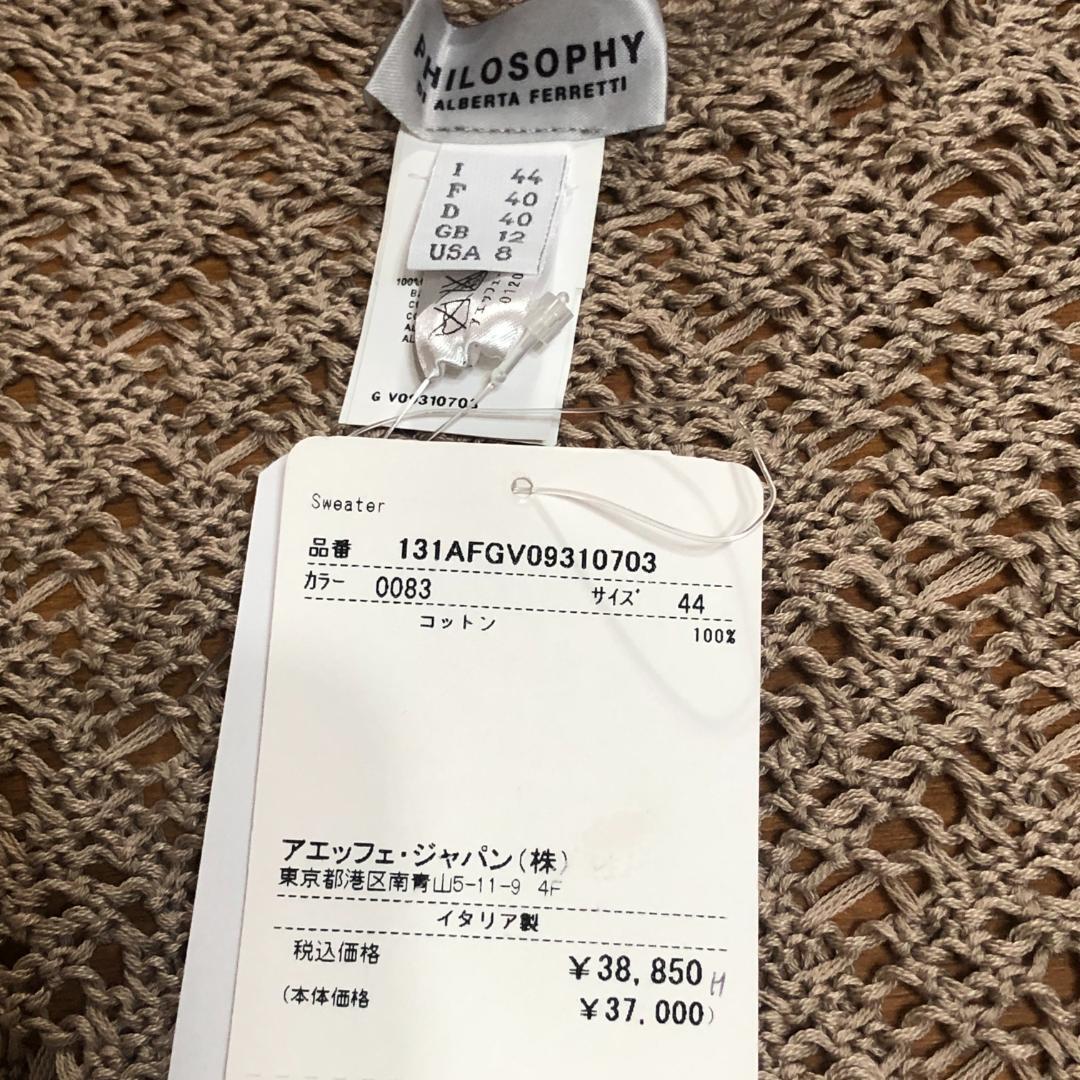 PHILOSOPHY
DI ALBERTA FERRETTI
I 44
F 40
D 40
GB 12
USA 8
100%
G V09310703
Sweater
品番 131AFGV09310703
カラー 0083 サイズ 44
コットン 100%
アエッフェ・ジャパン(株)
東京都港区南青山5-11-9 4F
イタリア製
税込価格 ¥38,850 H
(本体価格 ¥37,000)